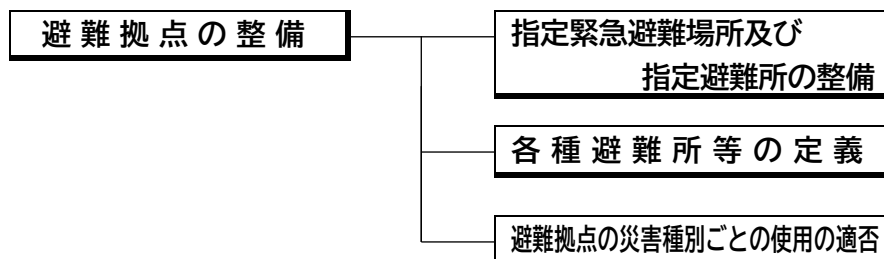 避難拠点の整備
指定緊急避難場所及び
指定避難所の整備
各種避難所等の定義
避難拠点の災害種別ごとの使用の適否